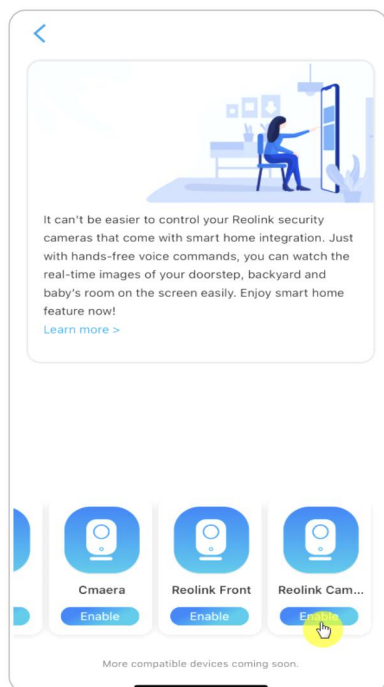 It can't be easier to control your Reolink security
cameras that come with smart home integration. Just
with hands-free voice commands, you can watch the
real-time images of your doorstep, backyard and
baby's room on the screen easily. Enjoy smart home
feature now!
Learn more >
Cmaera
Reolink Front
Reolink Cam...
Enable
Enable
Enable
More compatible devices coming soon.